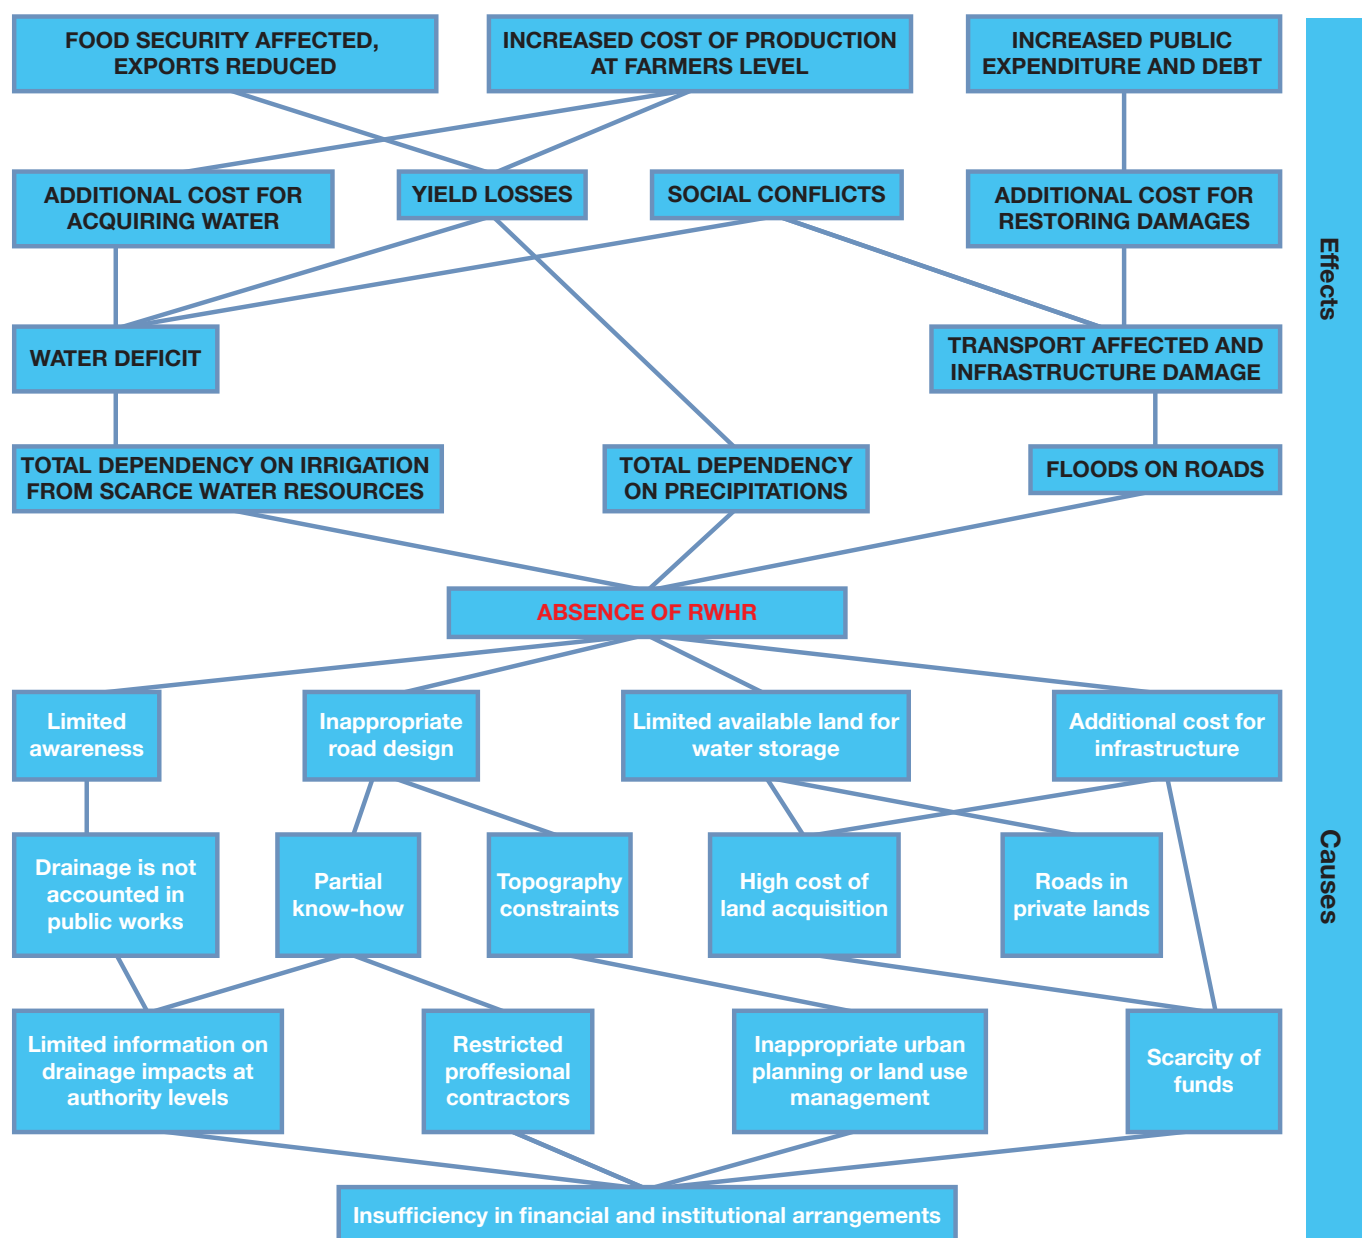 FOOD SECURITY AFFECTED,
EXPORTS REDUCED
INCREASED COST OF PRODUCTION
AT FARMERS LEVEL
INCREASED PUBLIC
EXPENDITURE AND DEBT
ADDITIONAL COST FOR
ACQUIRING WATER
YIELD LOSSES
SOCIAL CONFLICTS
ADDITIONAL COST FOR
RESTORING DAMAGES
Effects
WATER DEFICIT
TRANSPORT AFFECTED AND
INFRASTRUCTURE DAMAGE
TOTAL DEPENDENCY ON IRRIGATION
FROM SCARCE WATER RESOURCES
TOTAL DEPENDENCY
ON PRECIPITATIONS
FLOODS ON ROADS
ABSENCE OF RWHR
Limited
awareness
Inappropriate
road design
Limited available land for
water storage
Additional cost for
infrastructure
Causes
Drainage is not
accounted in
public works
Partial
know-how
Topography
constraints
High cost of
land acquisition
Roads in
private lands
Limited information on
drainage impacts at
authority levels
Restricted
proffesional
contractors
Inappropriate urban
planning or land use
management
Scarcity of
funds
Insufficiency in financial and institutional arrangements